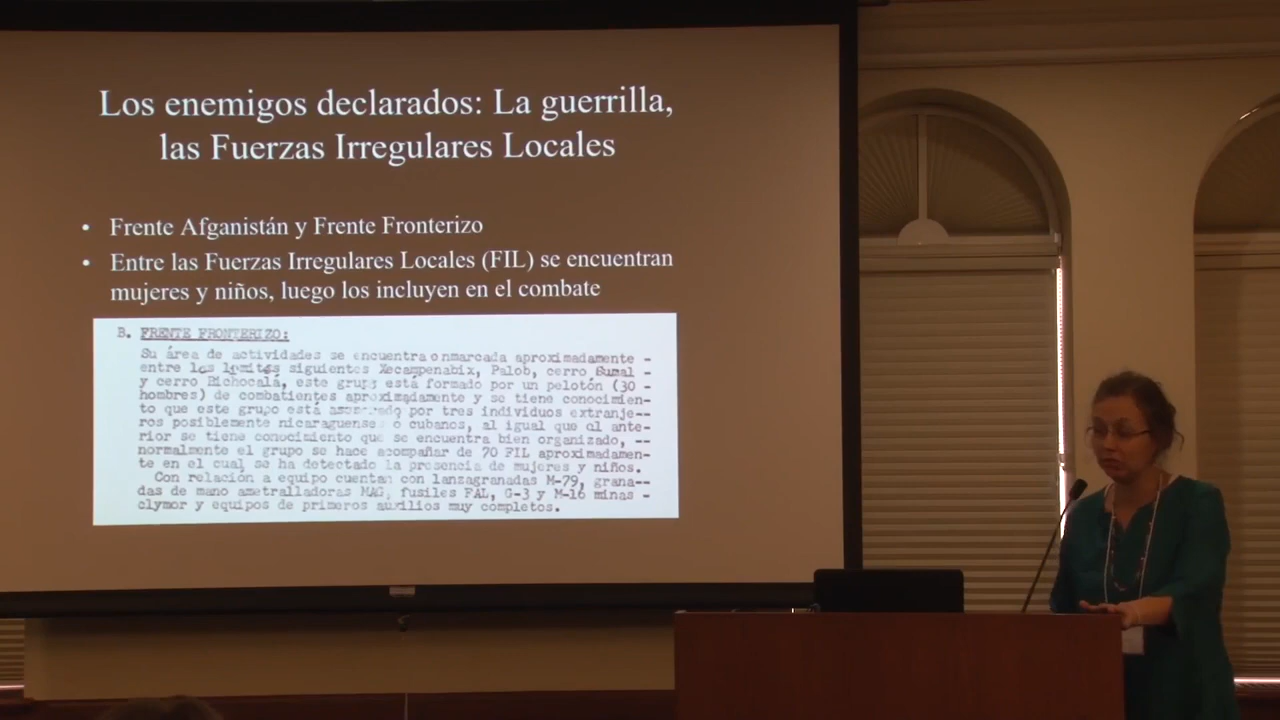 Los enemigos declarados: La guerrilla,
las Fuerzas Irregulares Locales
• Frente Afganistán y Frente Fronterizo
• Entre las Fuerzas Irregulares Locales (FIL) se encuentran
mujeres y niños, luego los incluyen en el combate
B. FRENTE FRONTERIZO:
Su área de actividades se encuentra enmarcada aproximadamente -
entre los lymites siguientes Xecampenabix, Palob, cerro Sumal -
y cerro Bichocalá, este grupo está formado por un pelotón (30 -
hombres) de combatientes aproximadamente y se tiene conocimien-
to que este grupo está por tres individuos extranje--
ros posiblemente nicaraguense o cubanos, al igual que al ante-
rior se tiene conocimiento que se encuentra bien organizado, --
normalmente el grupo se hace acompañar de 70 FIL aproximadamen-
te en el cual se ha detectado la presencia de mujeres y niños.
Con relación a equipo cuentan con lanzagranadas M-79, grana--
das de mano ametralladoras MAG, fusiles FAL, G-3 y M-16 minas -
clymor y equipos de primeros auxilios muy completos.